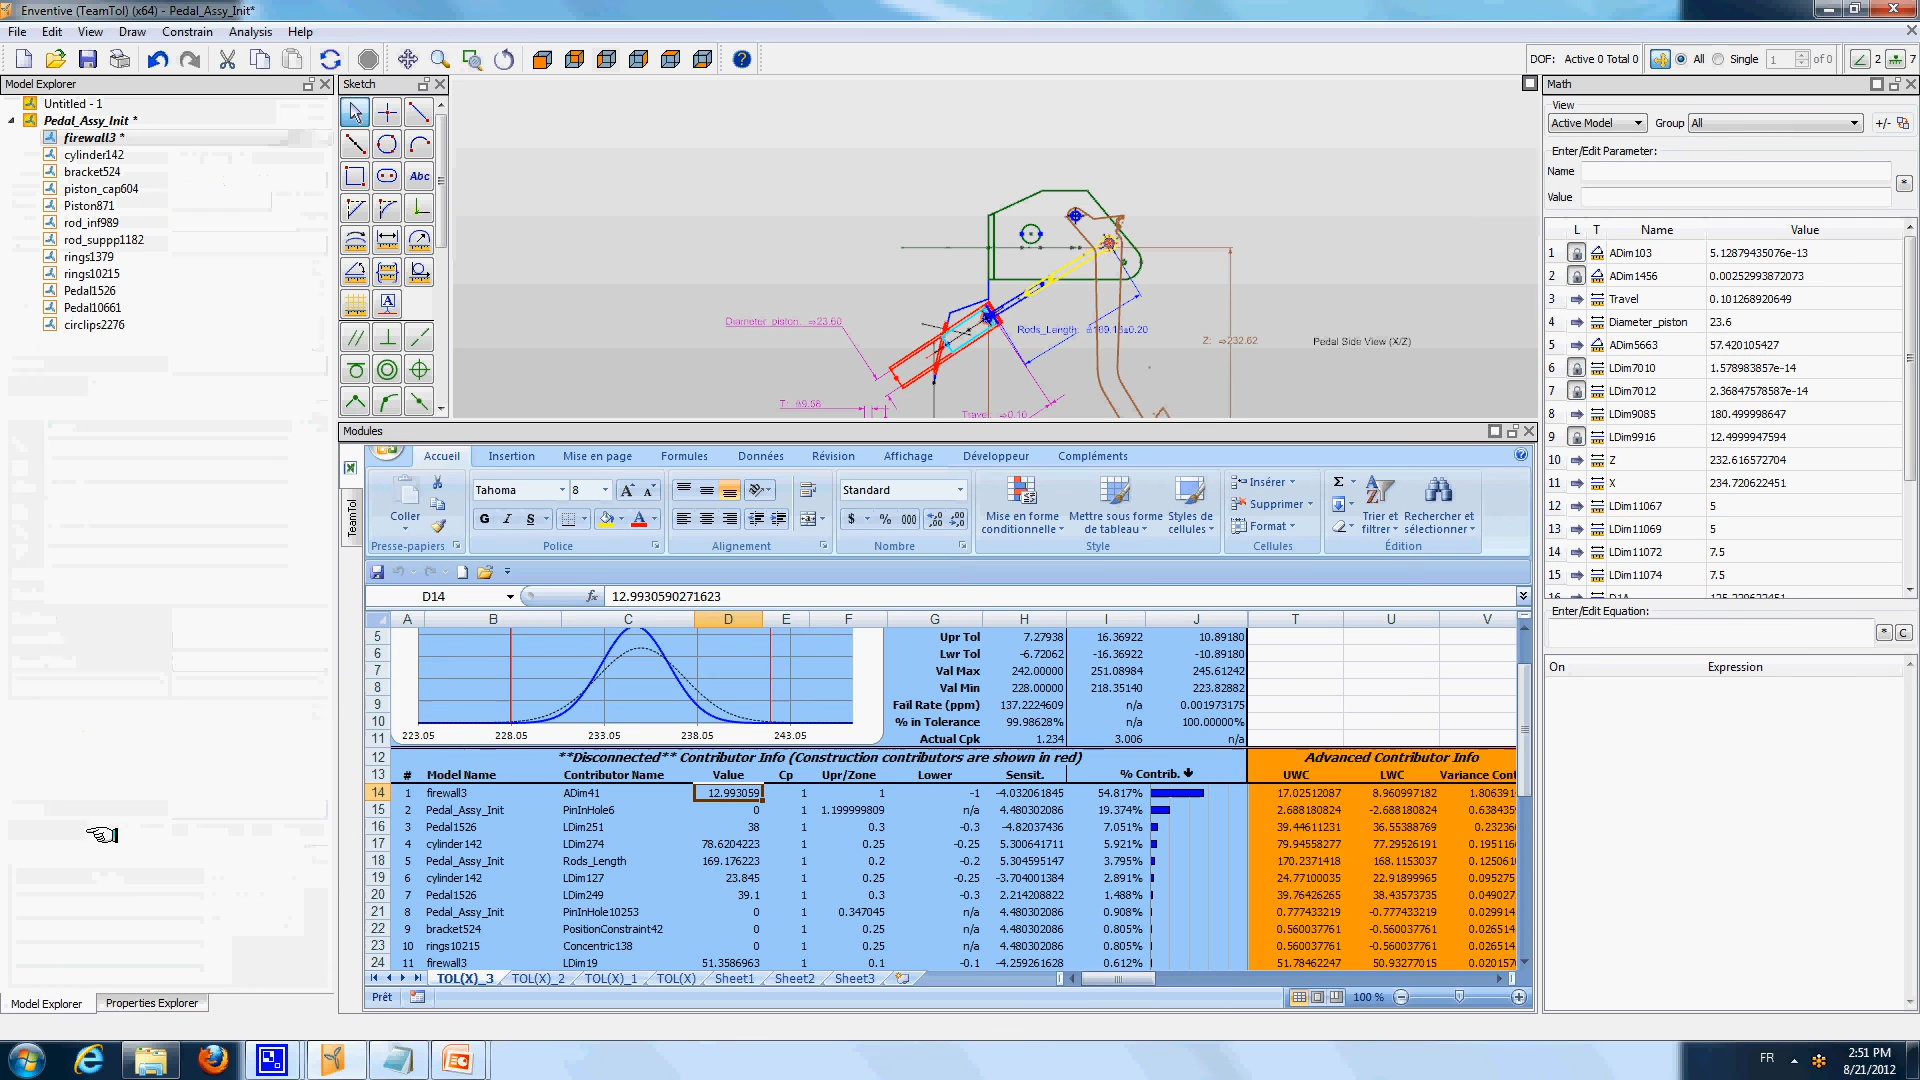 Enventive (TeamTol) (x64) - Pedal_Assy_Init*
File Edit View Draw Constrain Analysis Help
DOF: Active 0 Total 0 All Single 1 of 0 2 7
Model Explorer
Untitled - 1
Pedal_Assy_Init *
firewall3 *
cylinder142
bracket524
piston_cap604
Piston871
rod_inf989
rod_suppp1182
rings1379
rings10215
Pedal1526
Pedal10661
circlips2276
Model Explorer Properties Explorer
Sketch
Abc
Diameter_piston: ⇒23.60
Z: ⇒232.62
Pedal Side View (X/Z)
Modules
TeamTol
Accueil Insertion Mise en page Formules Données Révision Affichage Développeur Compléments
Coller
Presse-papiers
Tahoma 8
G I S
Police
Alignement
Standard
$ % 000
Nombre
Mise en forme conditionnelle Mettre sous forme de tableau Styles de cellules
Style
Insérer
Supprimer
Format
Cellules
Trier et filtrer Rechercher et sélectionner
Édition
D14 fx 12.9930590271623
A B C D E F G H I J T U V
5 Upr Tol 7.27938 16.36922 10.89180
6 Lwr Tol -6.72062 -16.36922 -10.89180
7 Val Max 242.00000 251.08984 245.61242
8 Val Min 228.00000 218.35140 223.82882
9 Fail Rate (ppm) 137.2224609 n/a 0.001973175
10 % in Tolerance 99.98628% n/a 100.00000%
11 Actual Cpk 1.234 3.006 n/a
223.05 228.05 233.05 238.05 243.05
12 **Disconnected** Contributor Info (Construction contributors are shown in red) Advanced Contributor Info
13 # Model Name Contributor Name Value Cp Upr/Zone Lower Sensit. % Contrib. UWC LWC Variance Cont
14 1 firewall3 ADim41 12.993059 1 1 -1 -4.032061845 54.817% 17.02512087 8.960997182 1.806391
15 2 Pedal_Assy_Init PinInHole6 0 1 1.199999809 n/a 4.480302086 19.374% 2.688180824 -2.688180824 0.638435
16 3 Pedal1526 LDim251 38 1 0.3 -0.3 -4.82037436 7.051% 39.44611231 36.55388769 0.23236
17 4 cylinder142 LDim274 78.6204223 1 0.25 -0.25 5.300641711 5.921% 79.94558277 77.29526191 0.195116
18 5 Pedal_Assy_Init Rods_Length 169.176223 1 0.2 -0.2 5.304595147 3.795% 170.2371418 168.1153037 0.125061
19 6 cylinder142 LDim127 23.845 1 0.25 -0.25 -3.704001384 2.891% 24.77100035 22.91899965 0.095275
20 7 Pedal1526 LDim249 39.1 1 0.3 -0.3 2.214208822 1.488% 39.76426265 38.43573735 0.049027
21 8 Pedal_Assy_Init PinInHole10253 0 1 0.347045 n/a 4.480302086 0.908% 0.777433219 -0.777433219 0.029914
22 9 bracket524 PositionConstraint42 0 1 0.25 n/a 4.480302086 0.805% 0.560037761 -0.560037761 0.026514
23 10 rings10215 Concentric138 0 1 0.25 n/a 4.480302086 0.805% 0.560037761 -0.560037761 0.026514
24 11 firewall3 LDim19 51.3586963 1 0.1 -0.1 -4.259261628 0.612% 51.78462247 50.93277015 0.020157
TOL(X)_3 TOL(X)_2 TOL(X)_1 TOL(X) Sheet1 Sheet2 Sheet3
Prêt 100 %
Math
View
Active Model Group All +/-
Enter/Edit Parameter:
Name
Value
*
L T Name Value
1 ADim103 5.12879435076e-13
2 ADim1456 0.00252993872073
3 Travel 0.101268920649
4 Diameter_piston 23.6
5 ADim5663 57.420105427
6 LDim7010 1.578983857e-14
7 LDim7012 2.36847578587e-14
8 LDim9085 180.499998647
9 LDim9916 12.4999947594
10 Z 232.616572704
11 X 234.720622451
12 LDim11067 5
13 LDim11069 5
14 LDim11072 7.5
15 LDim11074 7.5
Enter/Edit Equation:
* C
On Expression
FR 2:51 PM
8/21/2012